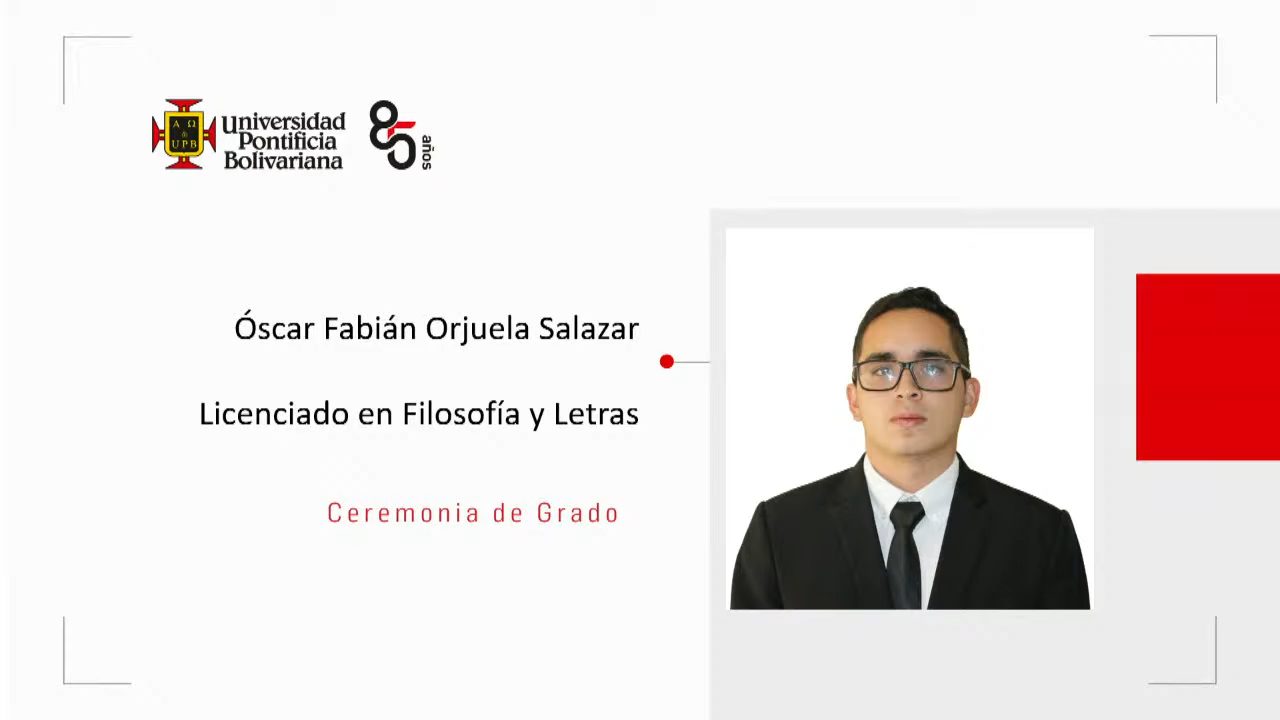 A Ω
&
UPB
Universidad
Pontificia
Bolivariana
85
años
Óscar Fabián Orjuela Salazar
Licenciado en Filosofía y Letras
Ceremonia de Grado